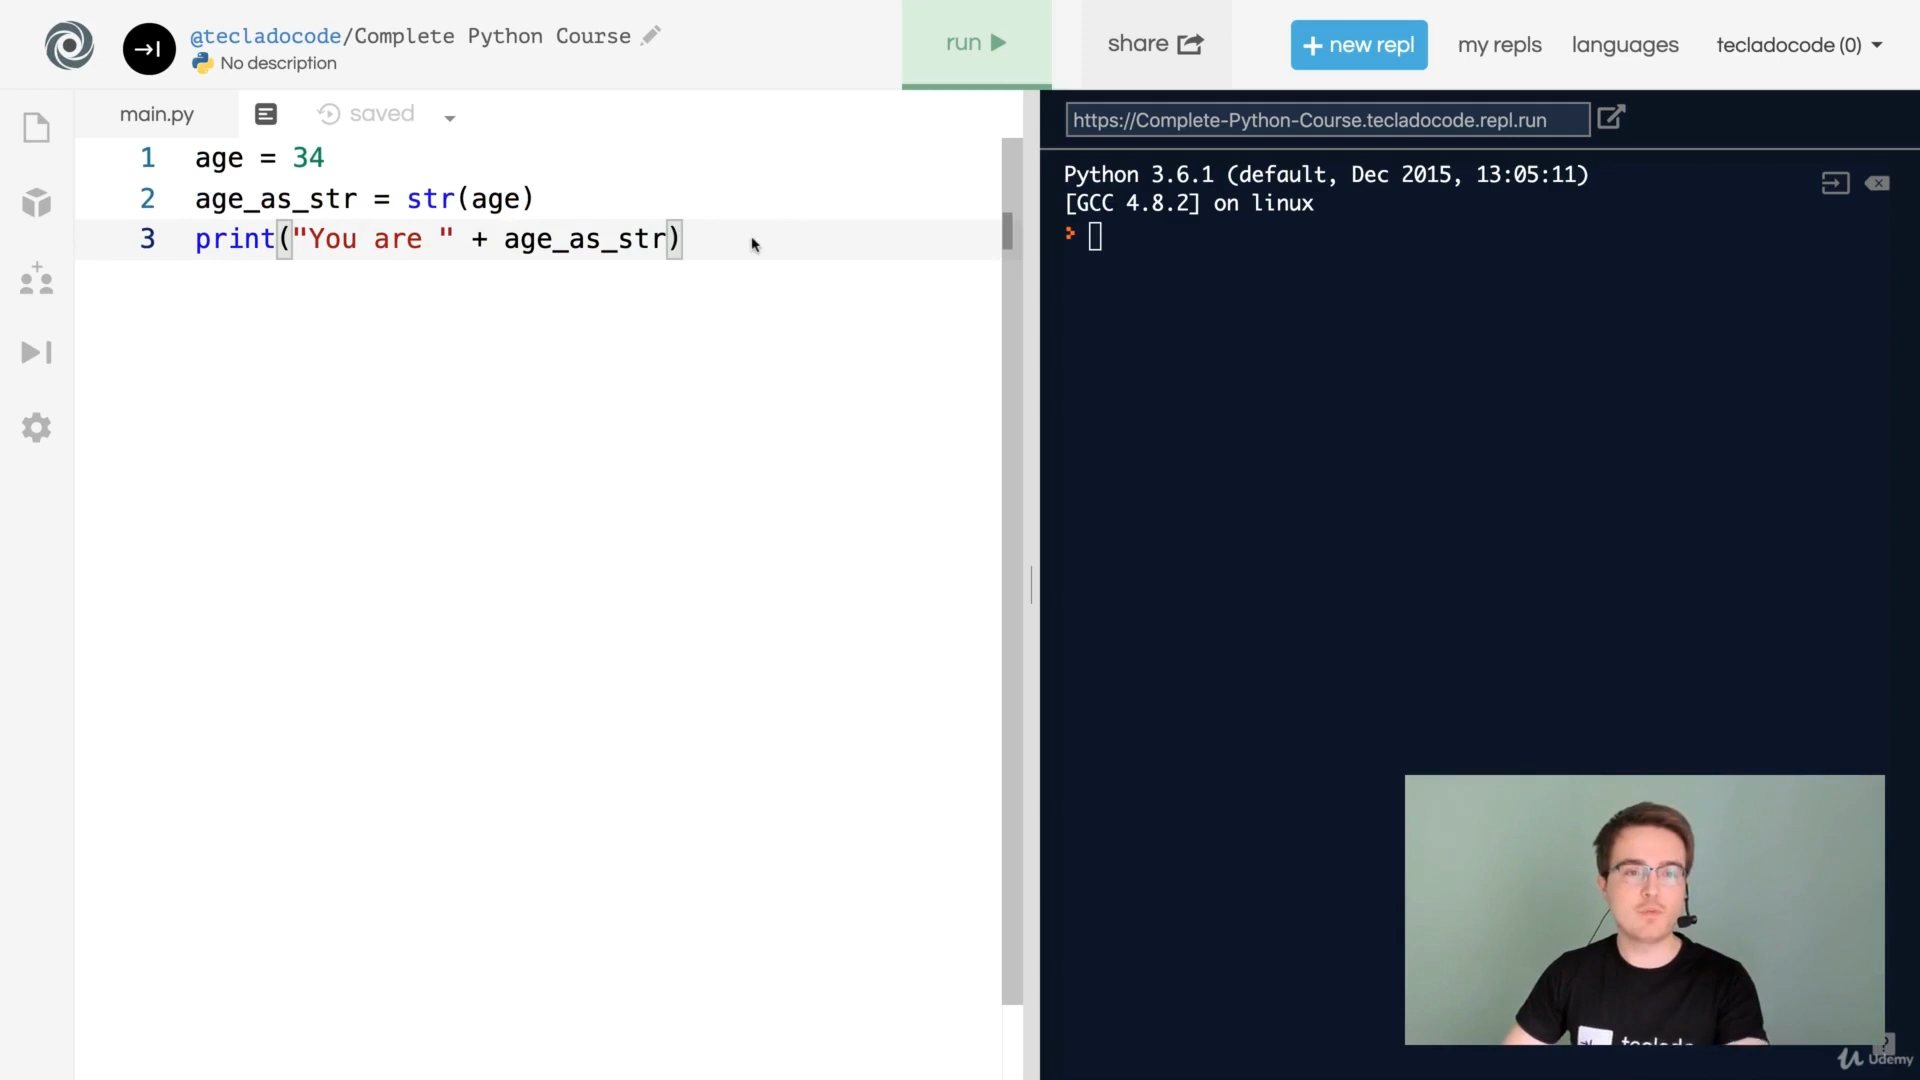 @tecladocode/Complete Python Course
No description
run
share
+ new repl
my repls
languages
tecladocode (0)
main.py
saved
https://Complete-Python-Course.tecladocode.repl.run
1 age = 34
2 age_as_str = str(age)
3 print("You are " + age_as_str)
Python 3.6.1 (default, Dec 2015, 13:05:11)
[GCC 4.8.2] on linux
?
Udemy